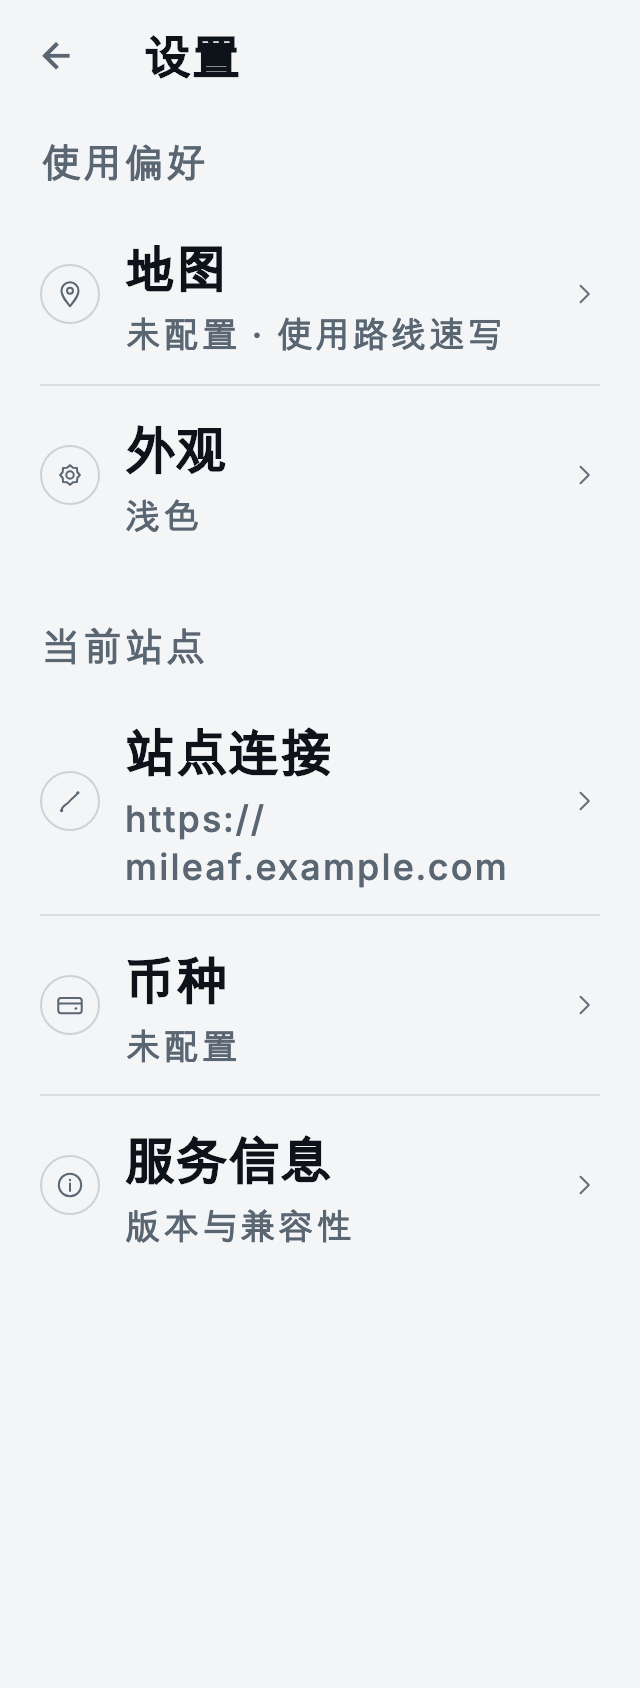 设置
使用偏好
地图
未配置 · 使用路线速写
外观
浅色
当前站点
站点连接
https://
mileaf.example.com
币种
未配置
服务信息
版本与兼容性